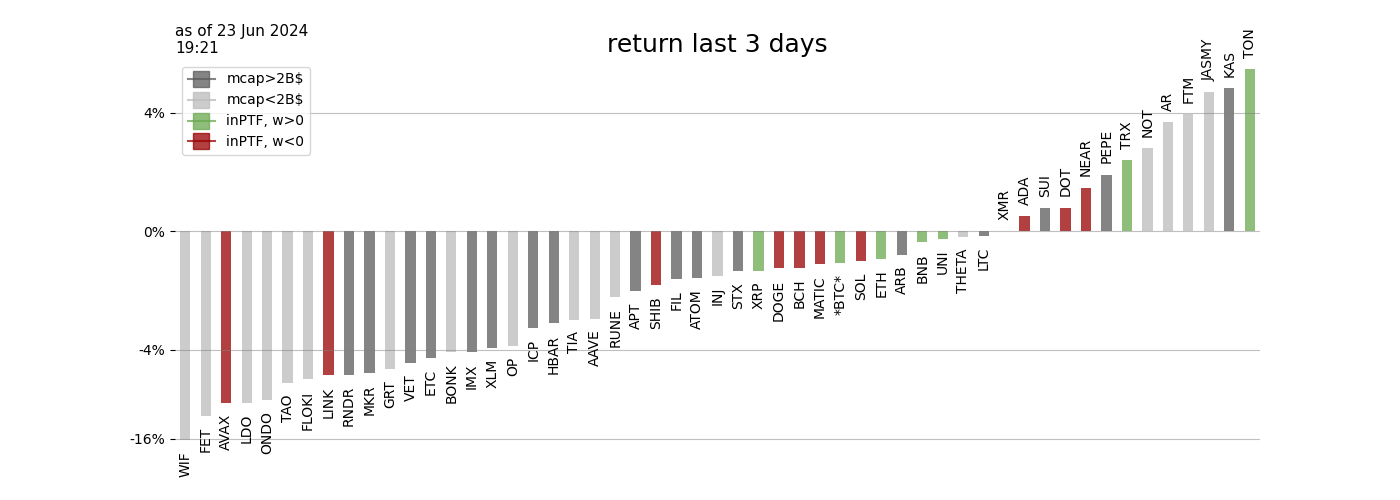 as of 23 Jun 2024
19:21
return last 3 days
mcap>2B$
mcap<2B$
inPTF, w>0
inPTF, w<0
4%
0%
-4%
-16%
WIF
FET
AVAX
LDO
ONDO
TAO
FLOKI
LINK
RNDR
MKR
GRT
VET
ETC
BONK
IMX
XLM
OP
ICP
HBAR
TIA
AAVE
RUNE
APT
SHIB
FIL
ATOM
INJ
STX
XRP
DOGE
BCH
MATIC
*BTC*
SOL
ETH
ARB
BNB
UNI
THETA
LTC
XMR
ADA
SUI
DOT
NEAR
PEPE
TRX
NOT
AR
FTM
JASMY
KAS
TON